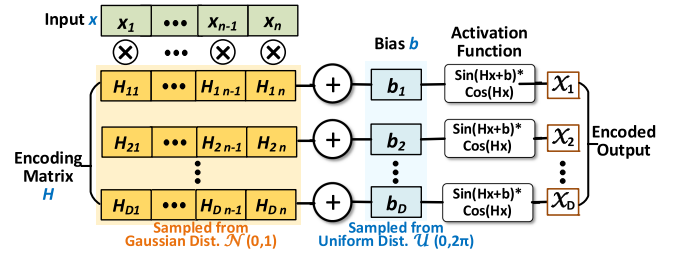 Input x x1 ••• xn-1 xn
Bias b
Activation
Function
H11 ••• H1 n-1 H1 n + b1 Sin(Hx+b)*
Cos(Hx) X1
H21 ••• H2 n-1 H2 n + b2 Sin(Hx+b)*
Cos(Hx) X2
Encoding
Matrix
H
Encoded
Output
HD1 ••• HD n-1 HD n + bD Sin(Hx+b)*
Cos(Hx) XD
Sampled from
Gaussian Dist. N (0,1)
Sampled from
Uniform Dist. U (0,2π)